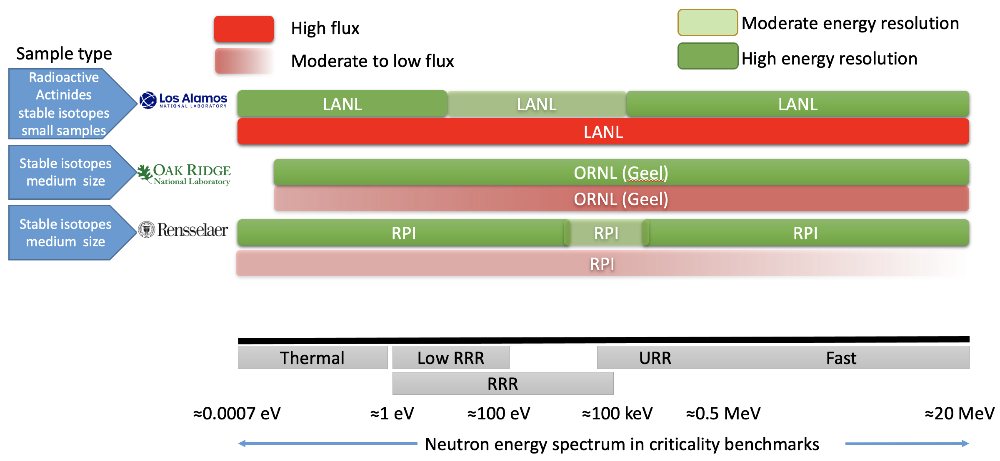 High flux
Moderate energy resolution
Moderate to low flux
High energy resolution
Sample type
Radioactive
Actinides
stable isotopes
small samples
Los Alamos
NATIONAL LABORATORY
LANL
LANL
LANL
LANL
Stable isotopes
medium size
OAK RIDGE
National Laboratory
ORNL (Geel)
ORNL (Geel)
Stable isotopes
medium size
Rensselaer
RPI
RPI
RPI
RPI
Thermal
Low RRR
URR
Fast
RRR
≈0.0007 eV
≈1 eV
≈100 eV
≈100 keV
≈0.5 MeV
≈20 MeV
Neutron energy spectrum in criticality benchmarks